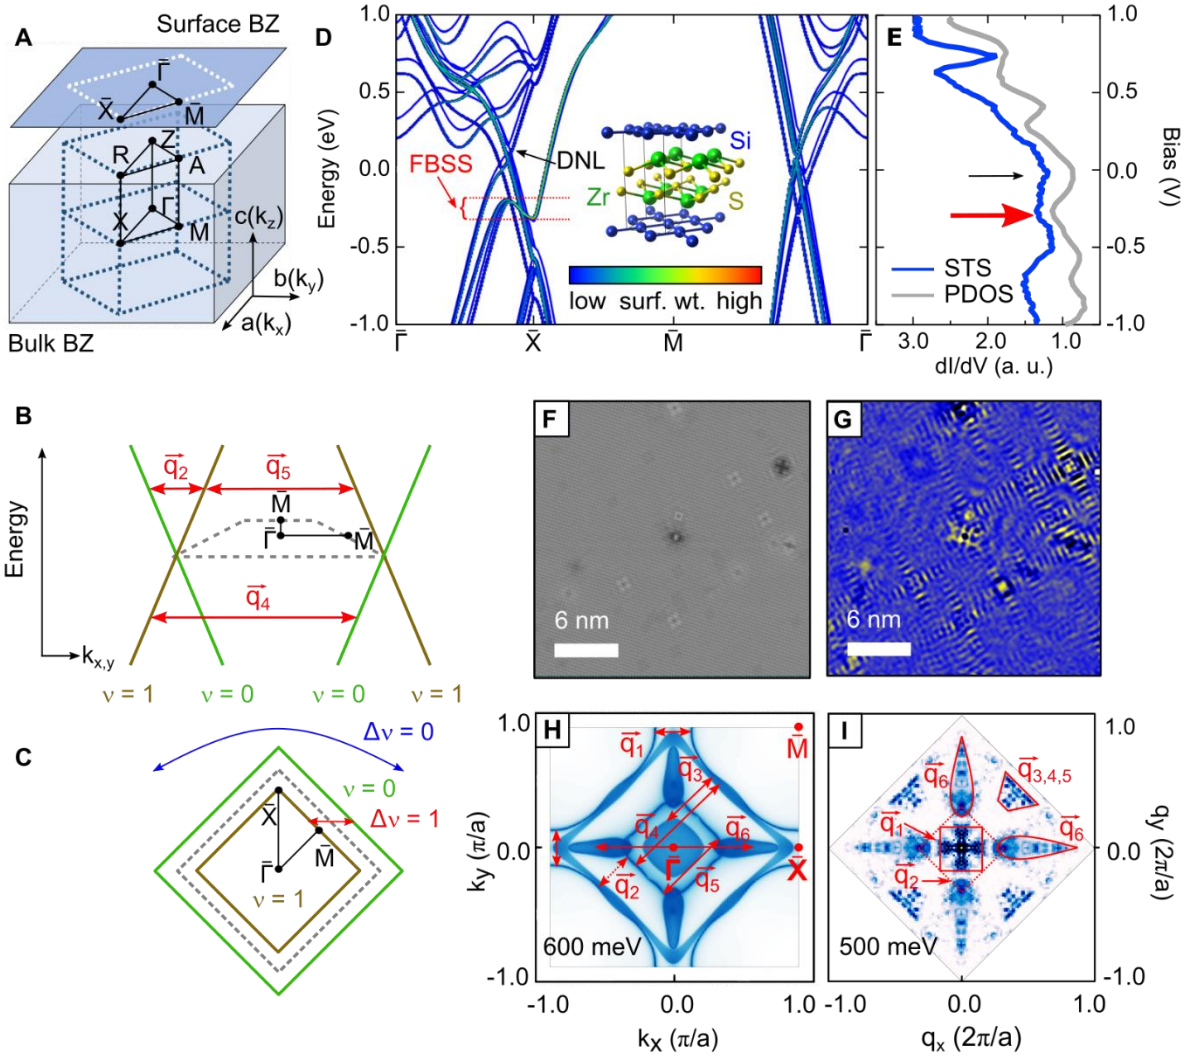 A
Surface BZ
Γ̄
X̄
M̄
Z
R
A
Γ
X
M
c(kz)
b(ky)
a(kx)
Bulk BZ
D
1.0
0.5
0.0
-0.5
-1.0
Energy (eV)
FBSS
DNL
Si
Zr
S
low surf. wt. high
Γ̄ X̄ M̄ Γ̄
E
1.0
0.5
0.0
-0.5
-1.0
Bias (V)
STS
PDOS
3.0 2.0 1.0
dI/dV (a. u.)
B
Energy
q⃗2 q⃗5
M̄
Γ̄ M̄
q⃗4
kx,y
ν = 1 ν = 0 ν = 0 ν = 1
C
Δν = 0
ν = 0
X̄
Δν = 1
M̄
Γ̄
ν = 1
F
6 nm
G
6 nm
H
1.0
0.0
-1.0
ky (π/a)
q⃗1
q⃗3
M̄
q⃗4
q⃗6
Γ̄
X̄
q⃗2
q⃗5
600 meV
-1.0 0.0 1.0
kX (π/a)
I
q⃗6
q⃗3,4,5
q⃗1
q⃗6
q⃗2
500 meV
1.0
0.0
-1.0
qy (2π/a)
0.0 1.0
qx (2π/a)